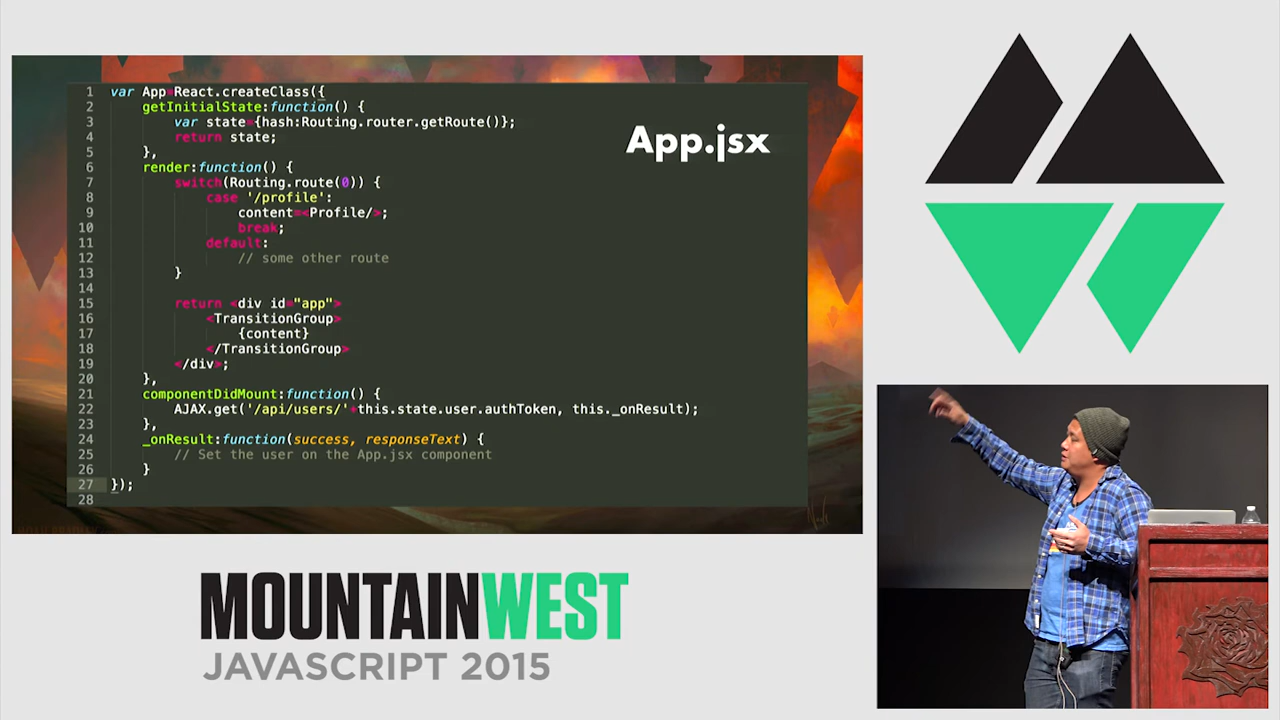 1 var App=React.createClass({
2 getInitialState:function() {
3 var state={hash:Routing.router.getRoute()};
4 return state;
5 },
6 render:function() {
7 switch(Routing.route(0)) {
8 case '/profile':
9 content=<Profile/>;
10 break;
11 default:
12 // some other route
13 }
14
15 return <div id="app">
16 <TransitionGroup>
17 {content}
18 </TransitionGroup>
19 </div>;
20 },
21 componentDidMount:function() {
22 AJAX.get('/api/users/'+this.state.user.authToken, this._onResult);
23 },
24 _onResult:function(success, responseText) {
25 // Set the user on the App.jsx component
26 }
27 });
28
App.jsx
MOUNTAINWEST
JAVASCRIPT 2015